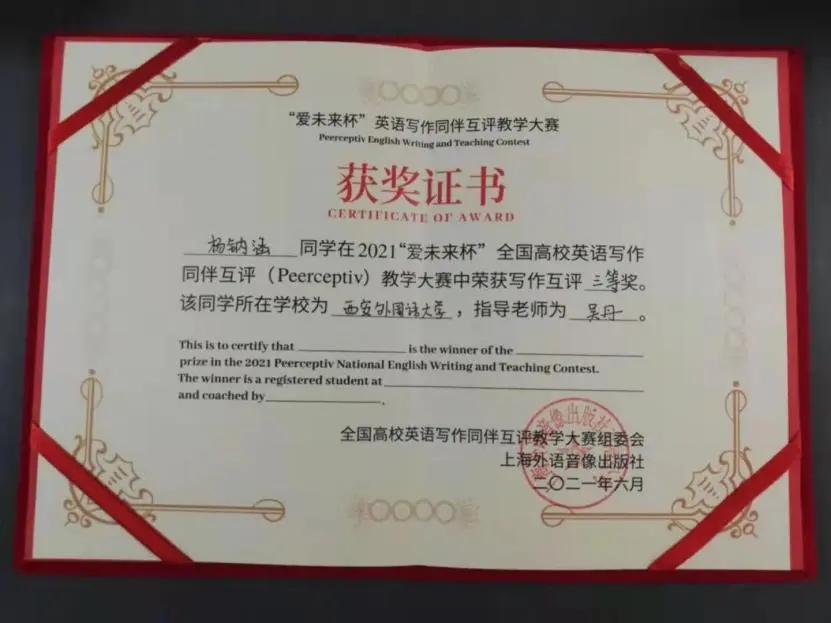 “爱未来杯”英语写作同伴互评教学大赛
Peerceptiv English Writing and Teaching Contest
获奖证书
CERTIFICATE OF AWARD
杨钠涵 同学在2021“爱未来杯”全国高校英语写作
同伴互评（Peerceptiv）教学大赛中荣获写作互评 三等奖。
该同学所在学校为 西安外国语大学，指导老师为 吴丹。
This is to certify that is the winner of the
prize in the 2021 Peerceptiv National English Writing and Teaching Contest.
The winner is a registered student at
and coached by .
全国高校英语写作同伴互评教学大赛组委会
上海外语音像出版社
二〇二一年六月